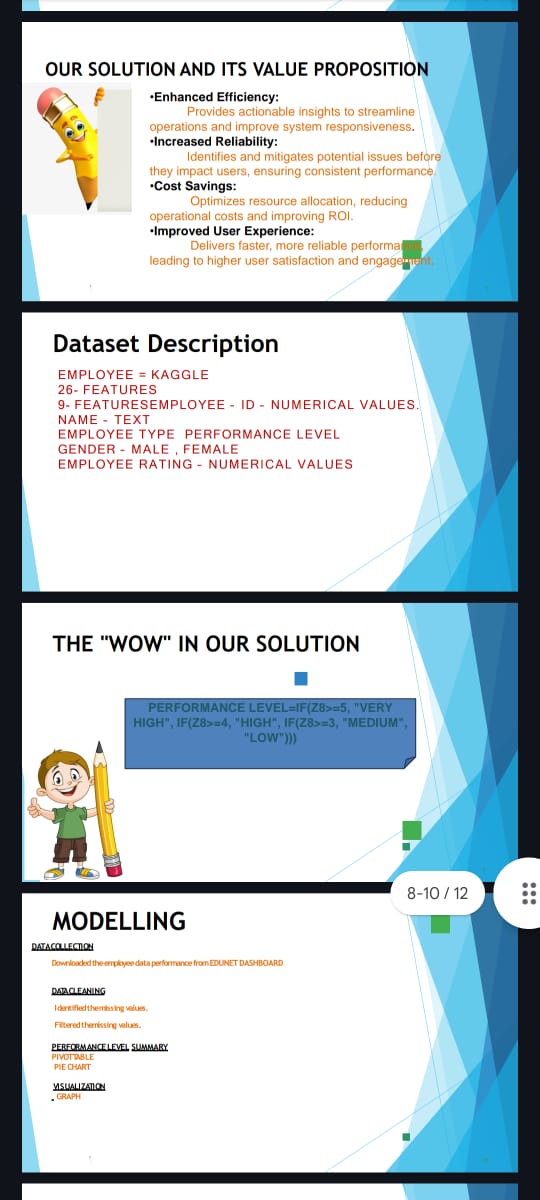 OUR SOLUTION AND ITS VALUE PROPOSITION
•Enhanced Efficiency:
Provides actionable insights to streamline
operations and improve system responsiveness.
•Increased Reliability:
Identifies and mitigates potential issues before
they impact users, ensuring consistent performance.
•Cost Savings:
Optimizes resource allocation, reducing
operational costs and improving ROI.
•Improved User Experience:
Delivers faster, more reliable performance,
leading to higher user satisfaction and engagement.
Dataset Description
EMPLOYEE = KAGGLE
26- FEATURES
9- FEATURESEMPLOYEE - ID - NUMERICAL VALUES.
NAME - TEXT
EMPLOYEE TYPE PERFORMANCE LEVEL
GENDER - MALE , FEMALE
EMPLOYEE RATING - NUMERICAL VALUES
THE "WOW" IN OUR SOLUTION
PERFORMANCE LEVEL=IF(Z8>=5, "VERY
HIGH", IF(Z8>=4, "HIGH", IF(Z8>=3, "MEDIUM",
"LOW")))
8-10 / 12
MODELLING
DATA COLLECTION
Downloaded the employee data performance from EDUNET DASHBOARD
DATA CLEANING
Identified the missing values.
Filtered the missing values.
PERFORMANCE LEVEL SUMMARY
PIVOT TABLE
PIE CHART
VISUALIZATION
GRAPH